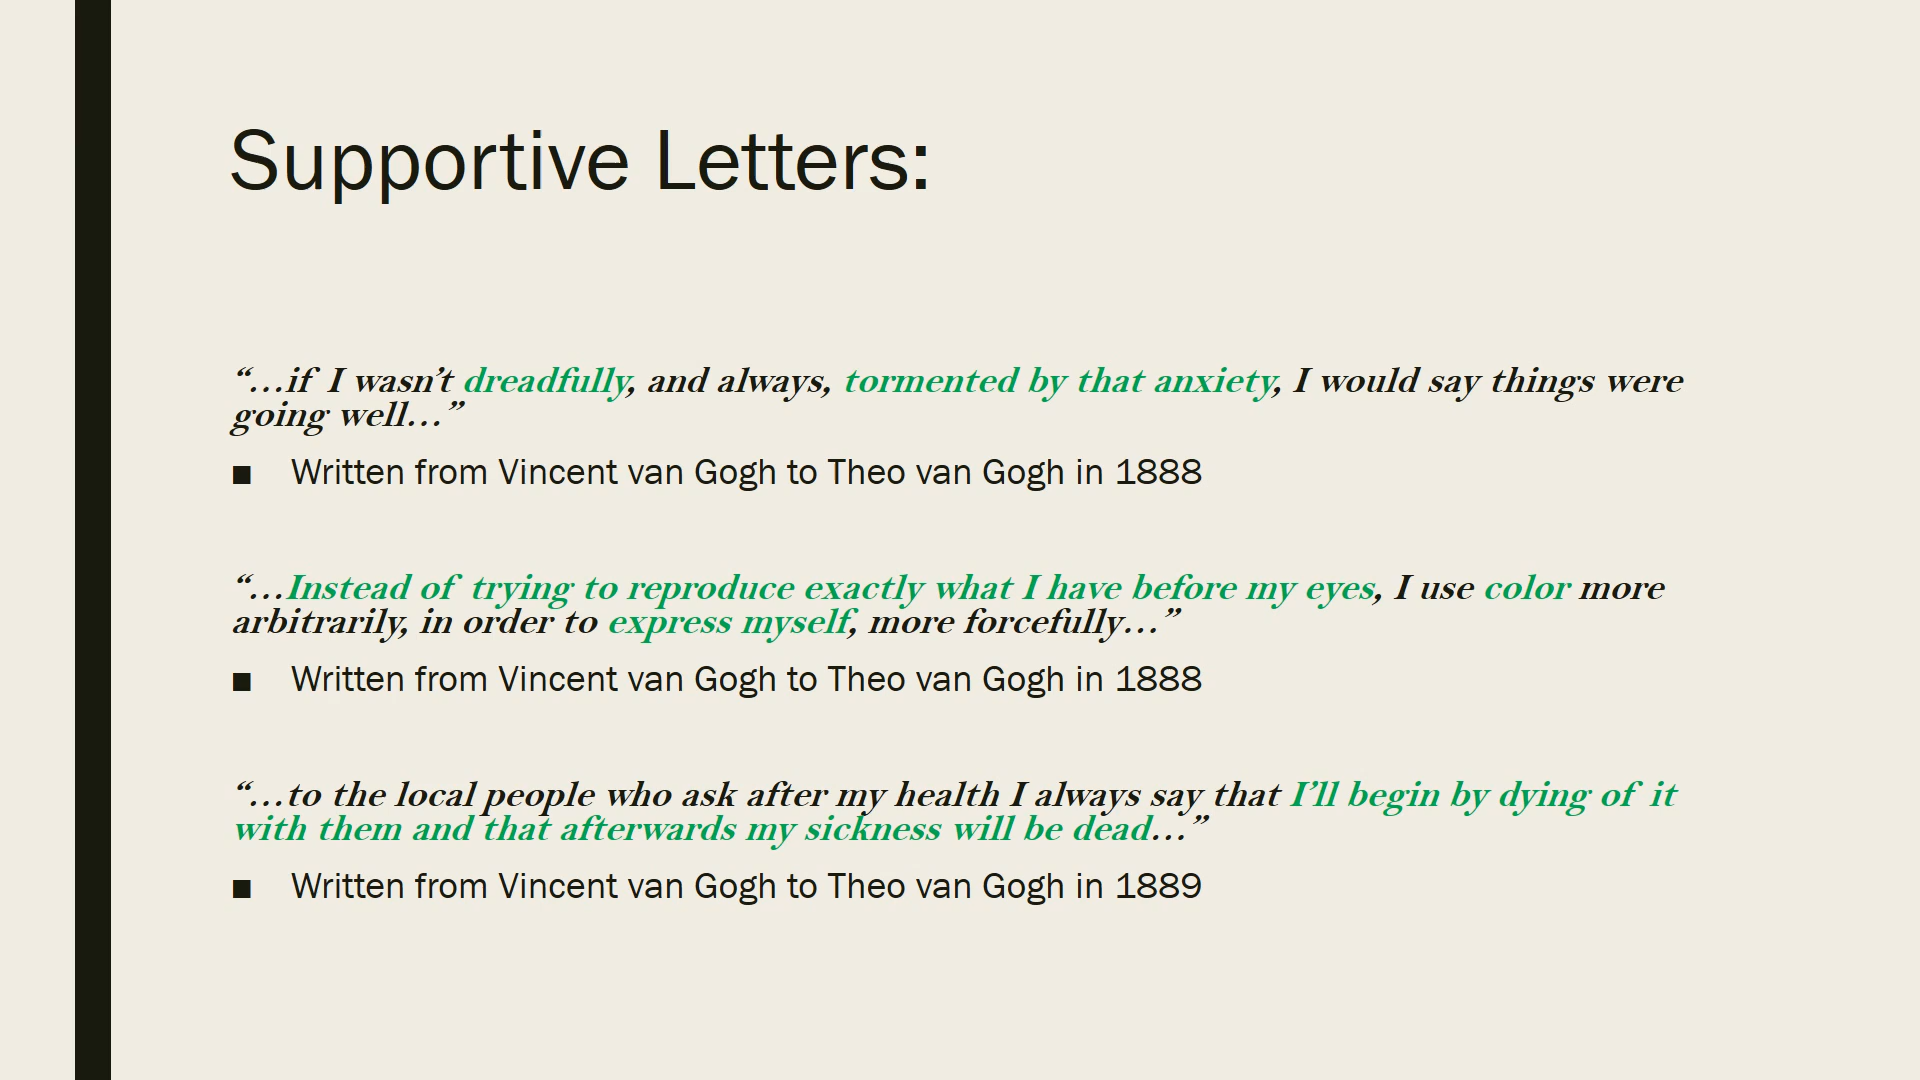 Supportive Letters:
“…if I wasn’t dreadfully, and always, tormented by that anxiety, I would say things were
going well…”
■ Written from Vincent van Gogh to Theo van Gogh in 1888
“…Instead of trying to reproduce exactly what I have before my eyes, I use color more
arbitrarily, in order to express myself, more forcefully…”
■ Written from Vincent van Gogh to Theo van Gogh in 1888
“…to the local people who ask after my health I always say that I’ll begin by dying of it
with them and that afterwards my sickness will be dead…”
■ Written from Vincent van Gogh to Theo van Gogh in 1889